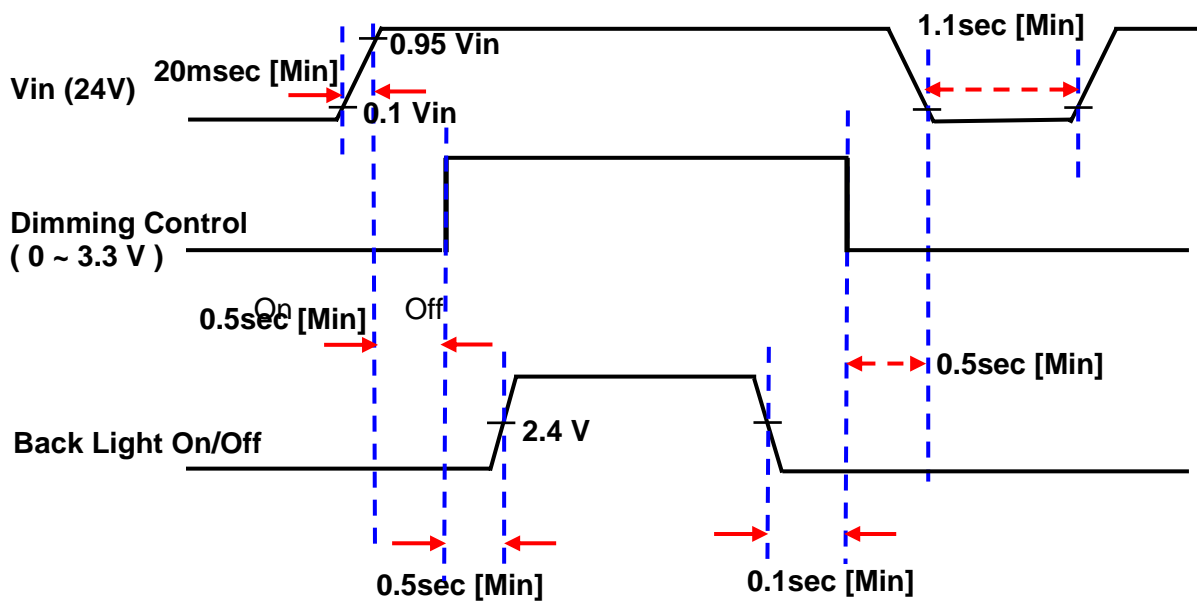 1.1sec [Min]
0.95 Vin
20msec [Min]
Vin (24V)
0.1 Vin
Dimming Control
( 0 ~ 3.3 V )
On
Off
0.5sec [Min]
0.5sec [Min]
2.4 V
Back Light On/Off
0.5sec [Min]
0.1sec [Min]